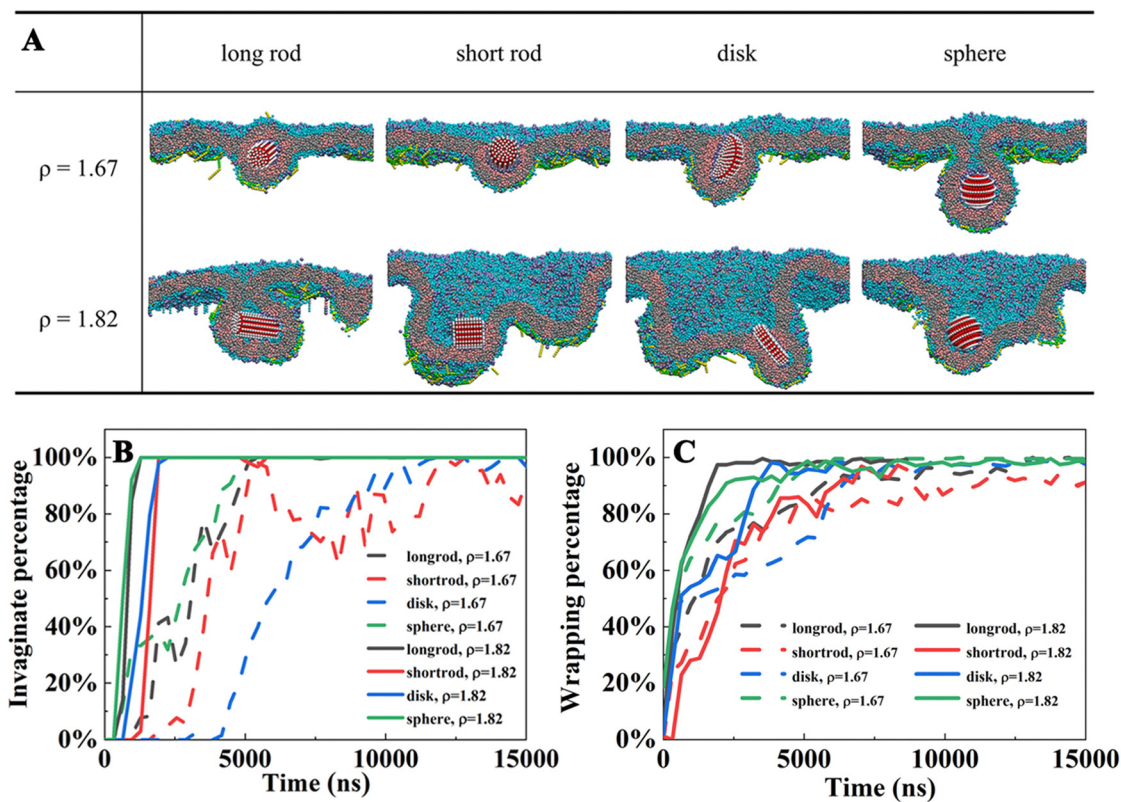 A
long rod
short rod
disk
sphere
ρ = 1.67
ρ = 1.82
B
100%
80%
60%
40%
20%
0%
Invaginate percentage
longrod, ρ=1.67
shortrod, ρ=1.67
disk, ρ=1.67
sphere, ρ=1.67
longrod, ρ=1.82
shortrod, ρ=1.82
disk, ρ=1.82
sphere, ρ=1.82
0
5000
10000
15000
Time (ns)
C
100%
80%
60%
40%
20%
0%
Wrapping percentage
longrod, ρ=1.67
shortrod, ρ=1.67
disk, ρ=1.67
sphere, ρ=1.67
longrod, ρ=1.82
shortrod, ρ=1.82
disk, ρ=1.82
sphere, ρ=1.82
0
5000
10000
15000
Time (ns)